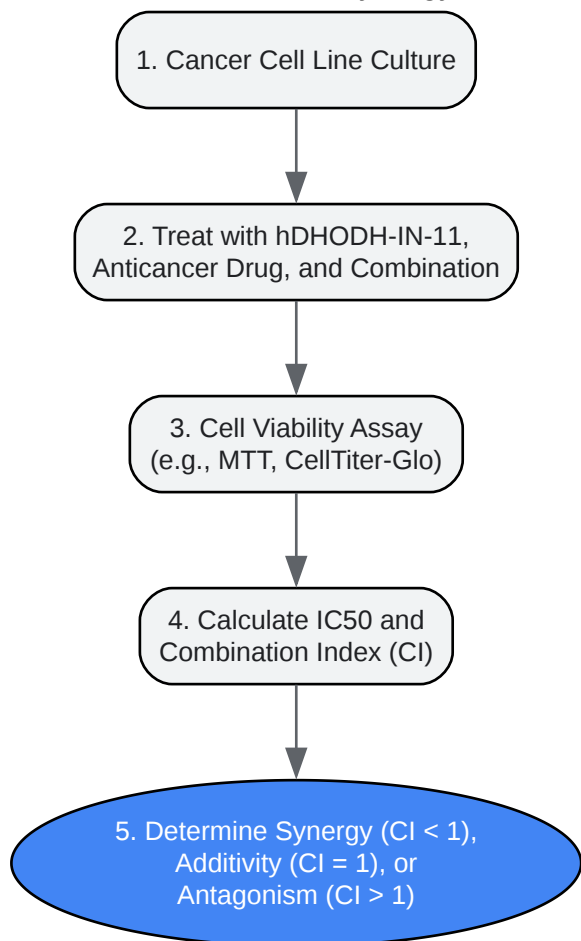 1. Cancer Cell Line Culture
2. Treat with hDHODH-IN-11,
Anticancer Drug, and Combination
3. Cell Viability Assay
(e.g., MTT, CellTiter-Glo)
4. Calculate IC50 and
Combination Index (CI)
5. Determine Synergy (CI < 1),
Additivity (CI = 1), or
Antagonism (CI > 1)